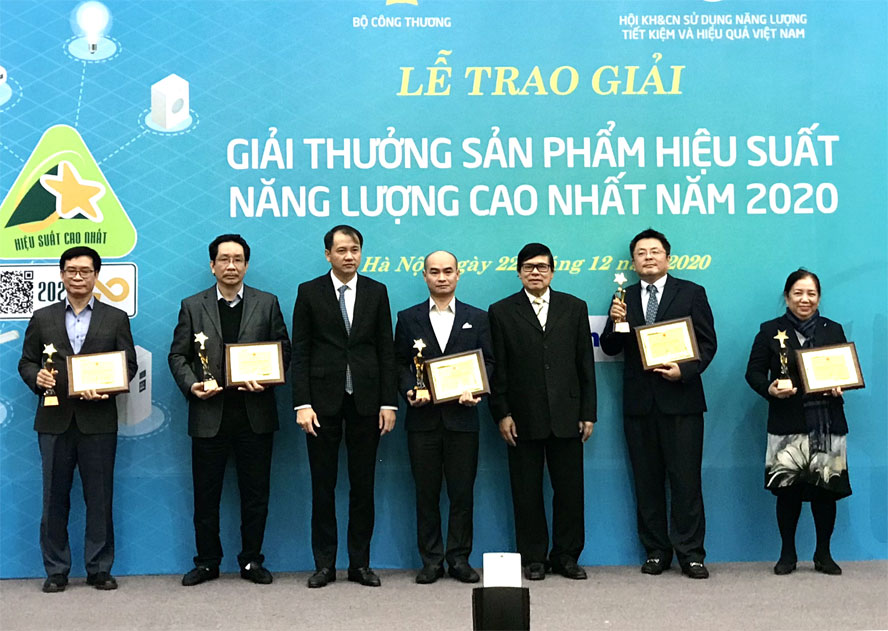 BỘ CÔNG THƯƠNG
HỘI KH&CN SỬ DỤNG NĂNG LƯỢNG
TIẾT KIỆM VÀ HIỆU QUẢ VIỆT NAM
LỄ TRAO GIẢI
GIẢI THƯỞNG SẢN PHẨM HIỆU SUẤT
NĂNG LƯỢNG CAO NHẤT NĂM 2020
HIỆU SUẤT CAO NHẤT
Hà Nội, ngày 22 tháng 12 năm 2020